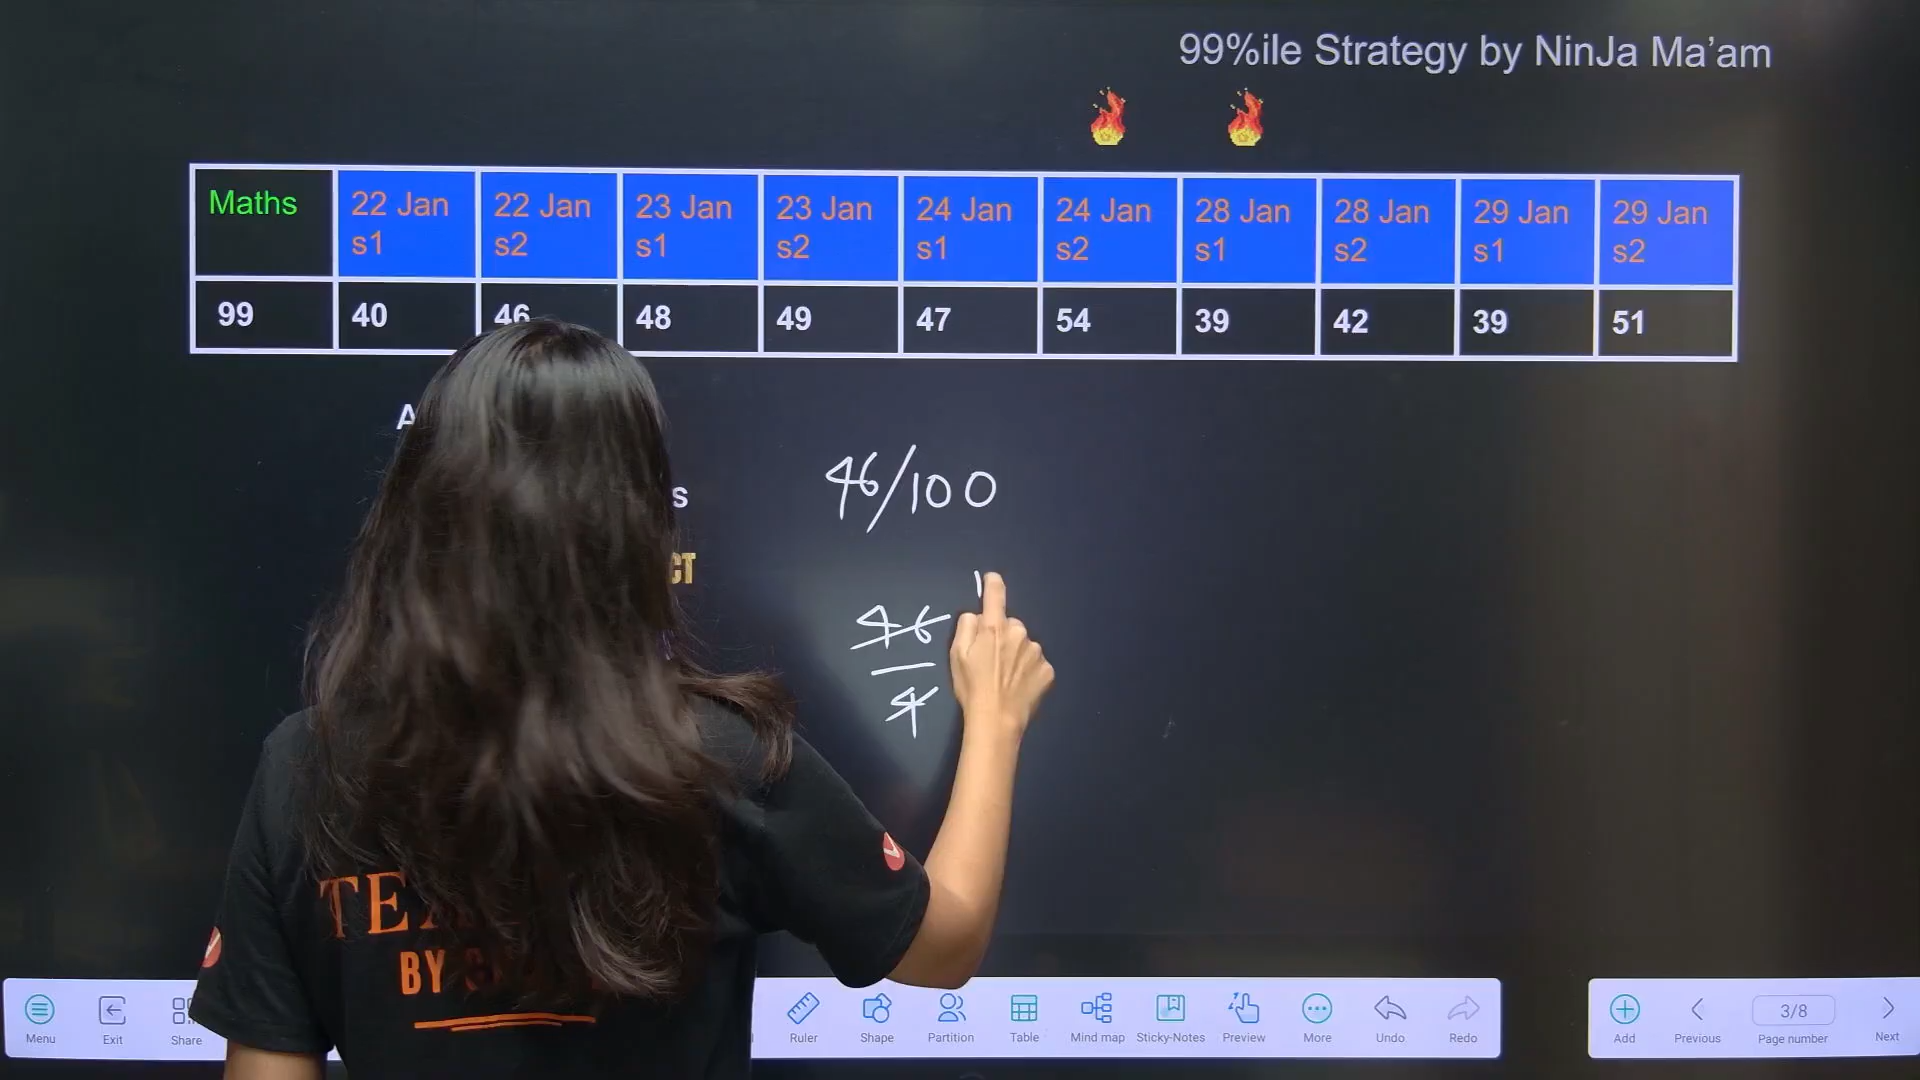 99%ile Strategy by NinJa Ma'am
Maths 22 Jan s1 22 Jan s2 23 Jan s1 23 Jan s2 24 Jan s1 24 Jan s2 28 Jan s1 28 Jan s2 29 Jan s1 29 Jan s2
99 40 46 48 49 47 54 39 42 39 51
46/100
46
4
BY
Menu Exit Share Ruler Shape Partition Table Mind map Sticky-Notes Preview More Undo Redo Add Previous 3/8 Page number Next